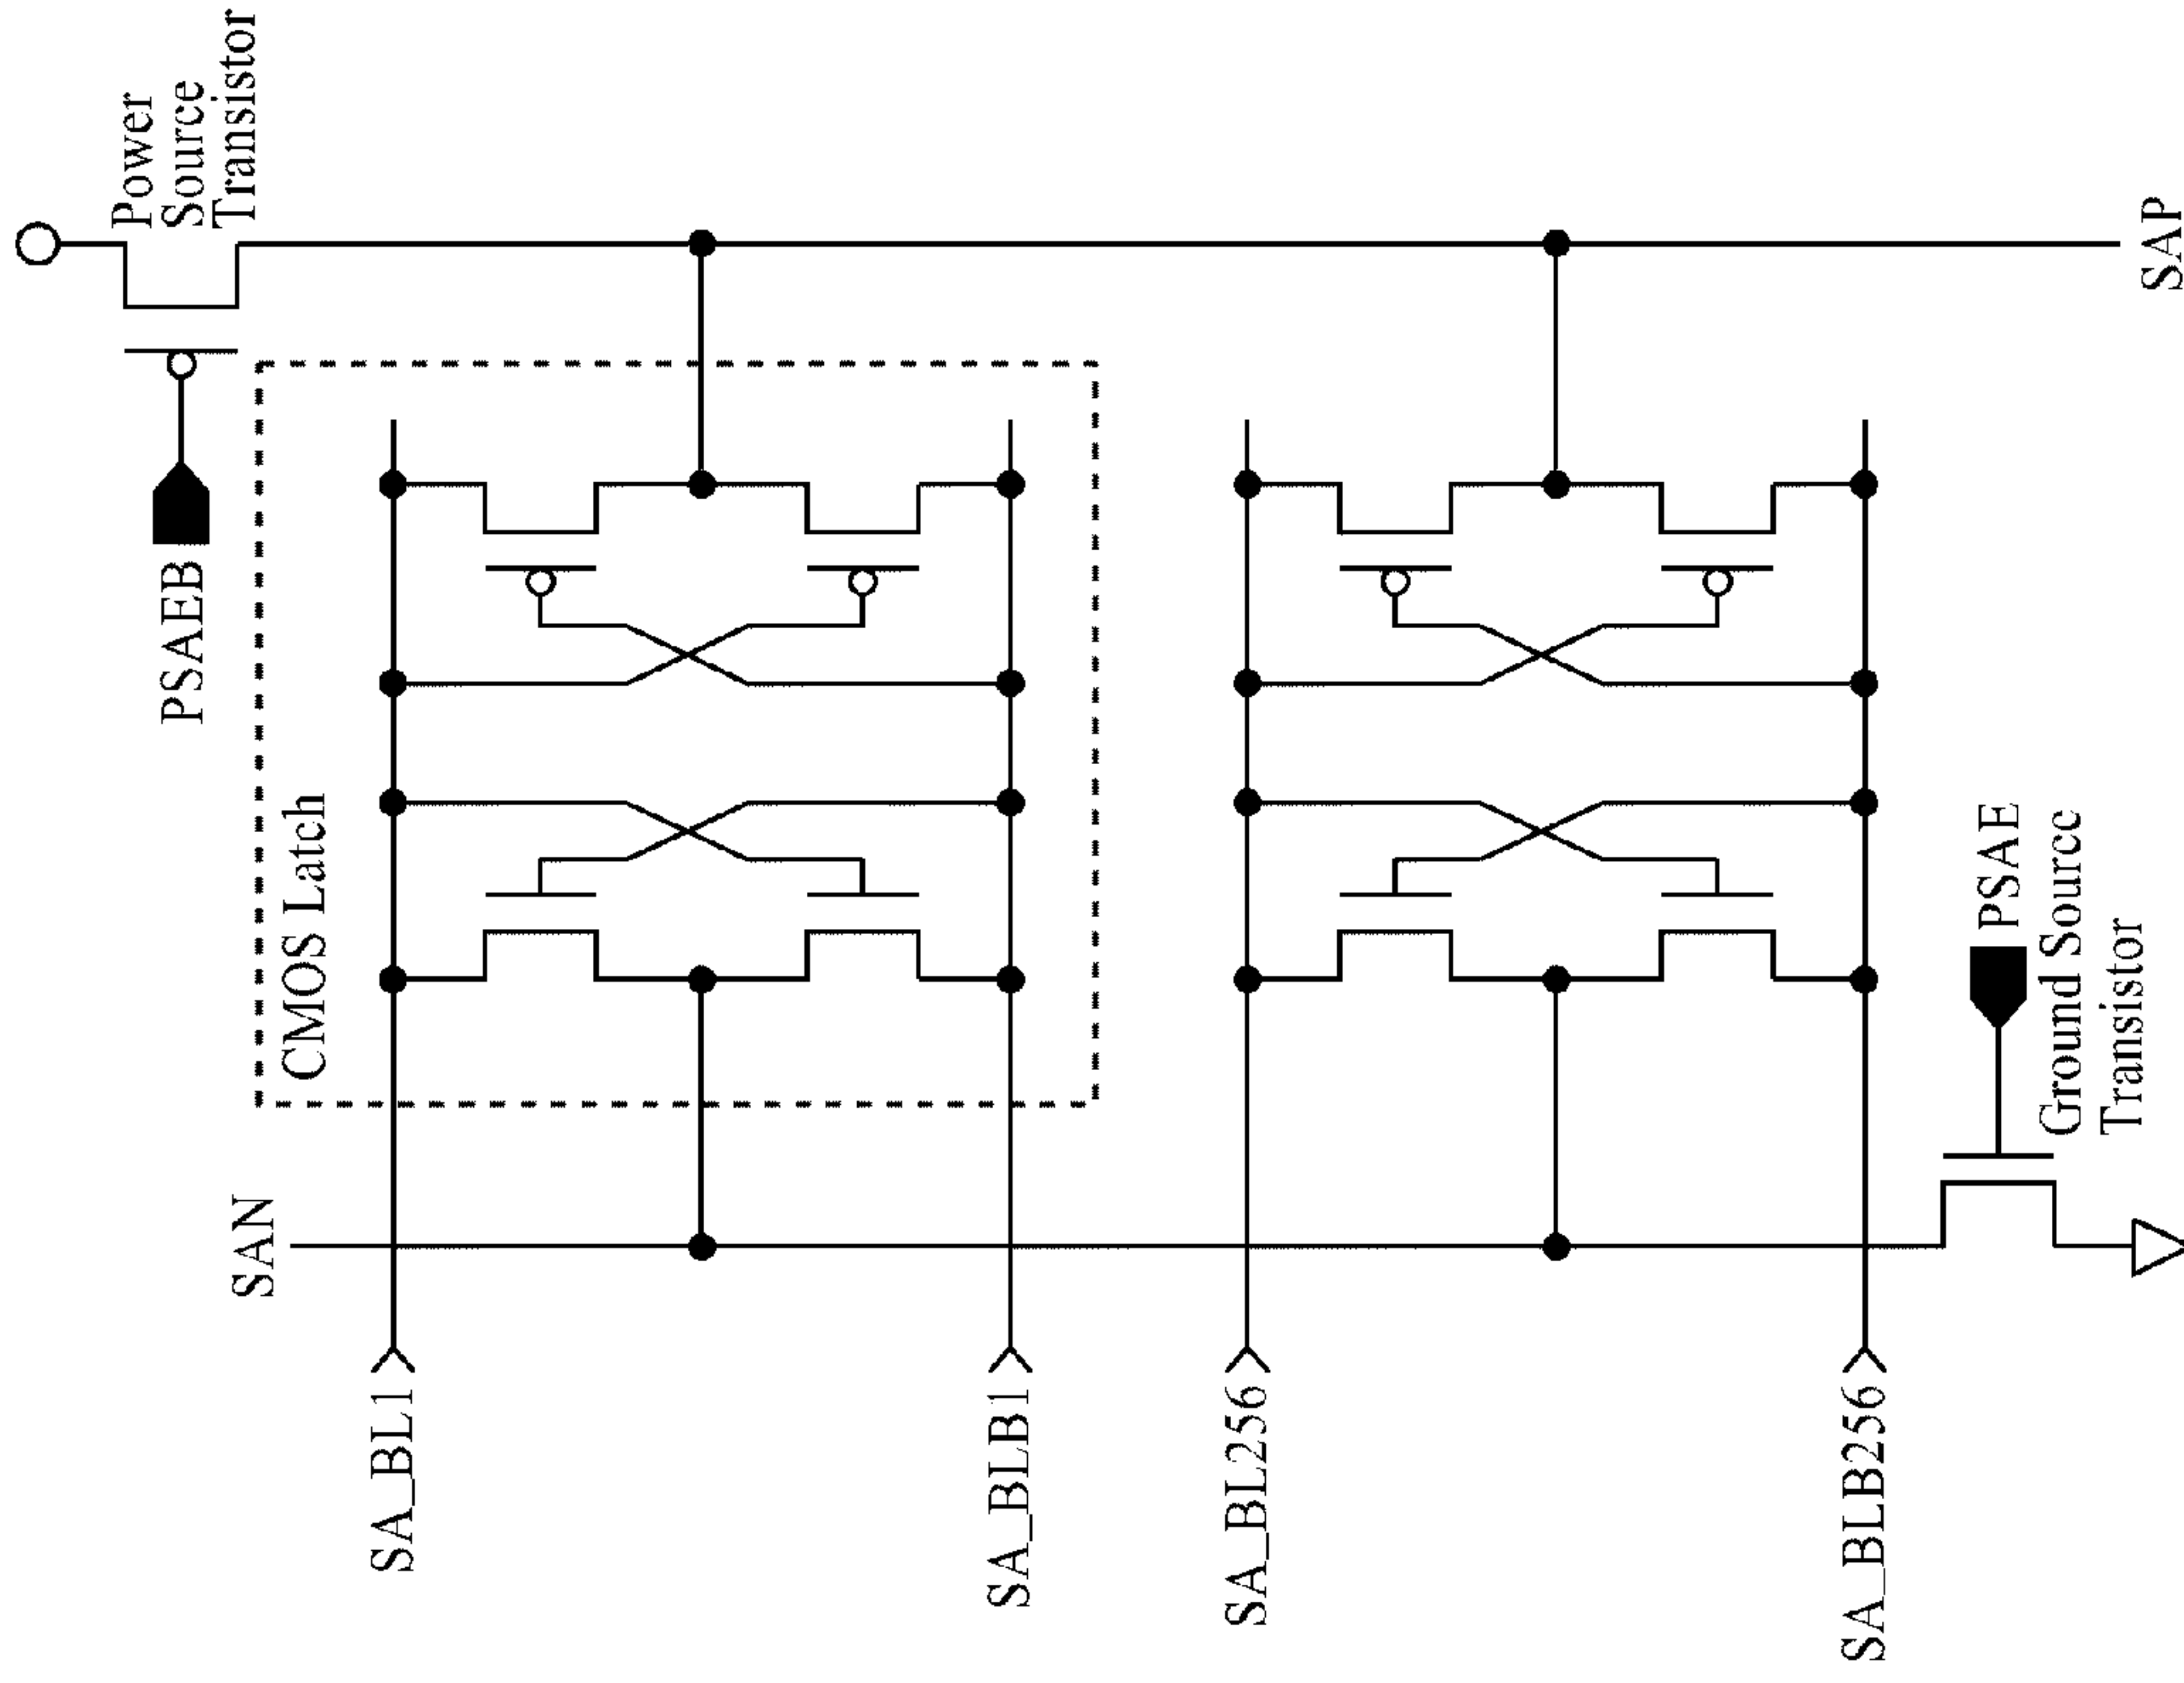 Power
Source
Transistor
PSAEB
SAN
CMOS Latch
SA_BL1
SA_BLB1
SA_BL256
SA_BLB256
PSAE
Ground Source
Transistor
SAP